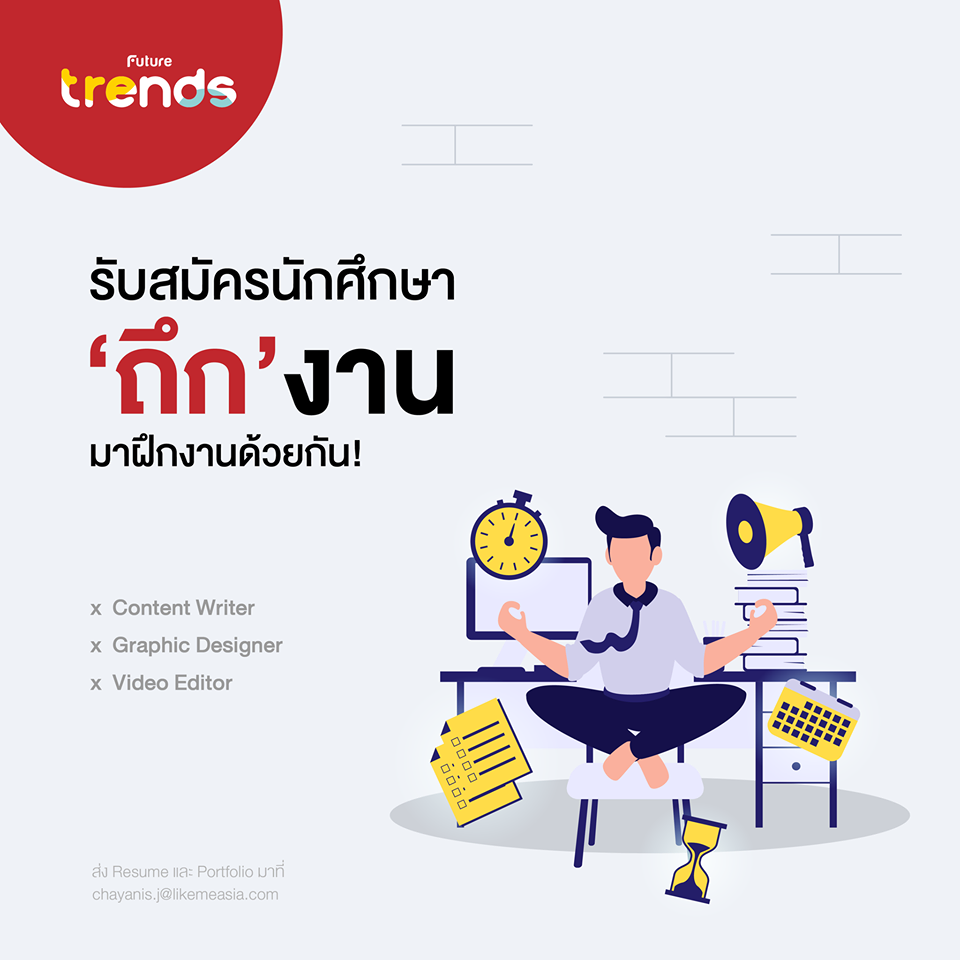 Future
trends
รับสมัครนักศึกษา
‘ถึก’งาน
มาฝึกงานด้วยกัน!
x Content Writer
x Graphic Designer
x Video Editor
ส่ง Resume และ Portfolio มาที่
chayanis.j@likemeasia.com